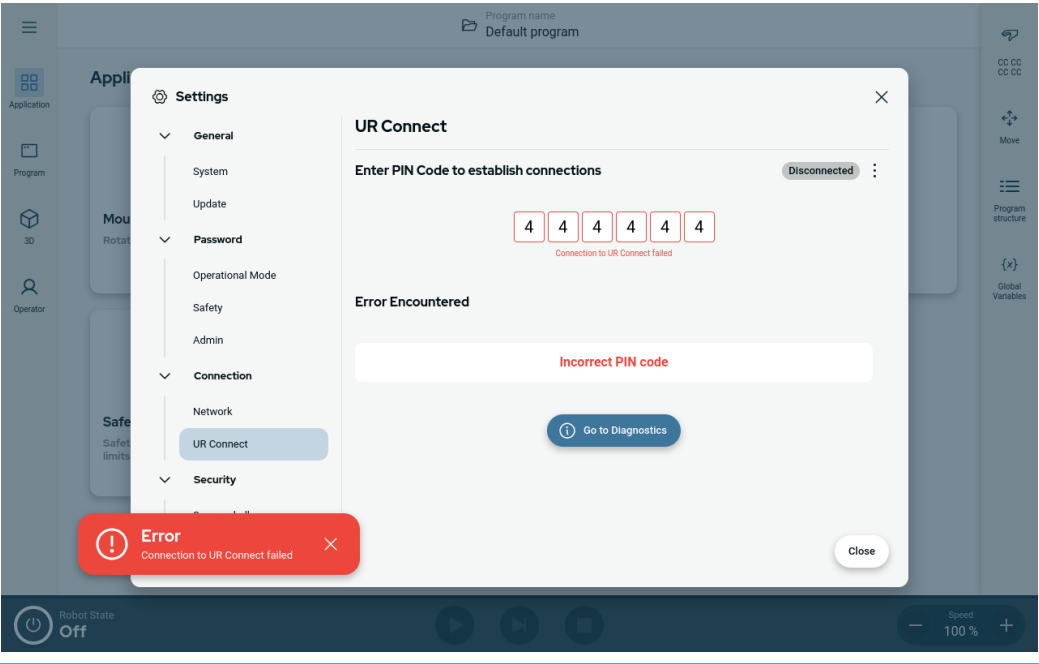 Program name
Default program
Appli
Application
Program
3D
Operator
Mou
Rotat
Safe
Safet
limits
CC CC
CC CC
Move
Program
structure
{x}
Global
Variables
Settings
General
System
Update
Password
Operational Mode
Safety
Admin
Connection
Network
UR Connect
Security
UR Connect
Enter PIN Code to establish connections
Disconnected
4 4 4 4 4 4
Connection to UR Connect failed
Error Encountered
Incorrect PIN code
Go to Diagnostics
Close
Error
Connection to UR Connect failed
Robot State
Off
Speed
100 %